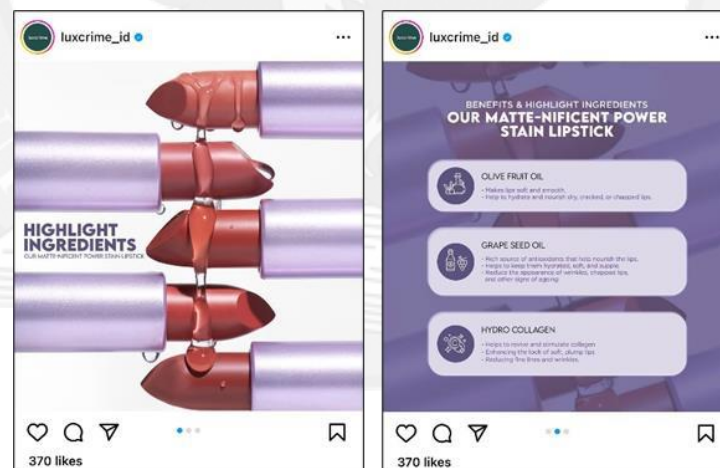 luxcrime_id
HIGHLIGHT
INGREDIENTS
OUR MATTE-NIFICENT POWER STAIN LIPSTICK
370 likes
luxcrime_id
BENEFITS & HIGHLIGHT INGREDIENTS
OUR MATTE-NIFICENT POWER
STAIN LIPSTICK
OLIVE FRUIT OIL
- Makes lips soft and smooth.
- Help to hydrate and nourish dry, cracked, or chapped lips.
GRAPE SEED OIL
- Rich source of antioxidants that help nourish the lips.
- Helps to keep them hydrated, soft, and supple.
- Reduce the appearance of wrinkles, chapped lips,
and other signs of ageing
HYDRO COLLAGEN
- Helps to revive and stimulate collagen
- Enhancing the look of soft, plump lips
- Reducing fine lines and wrinkles.
370 likes